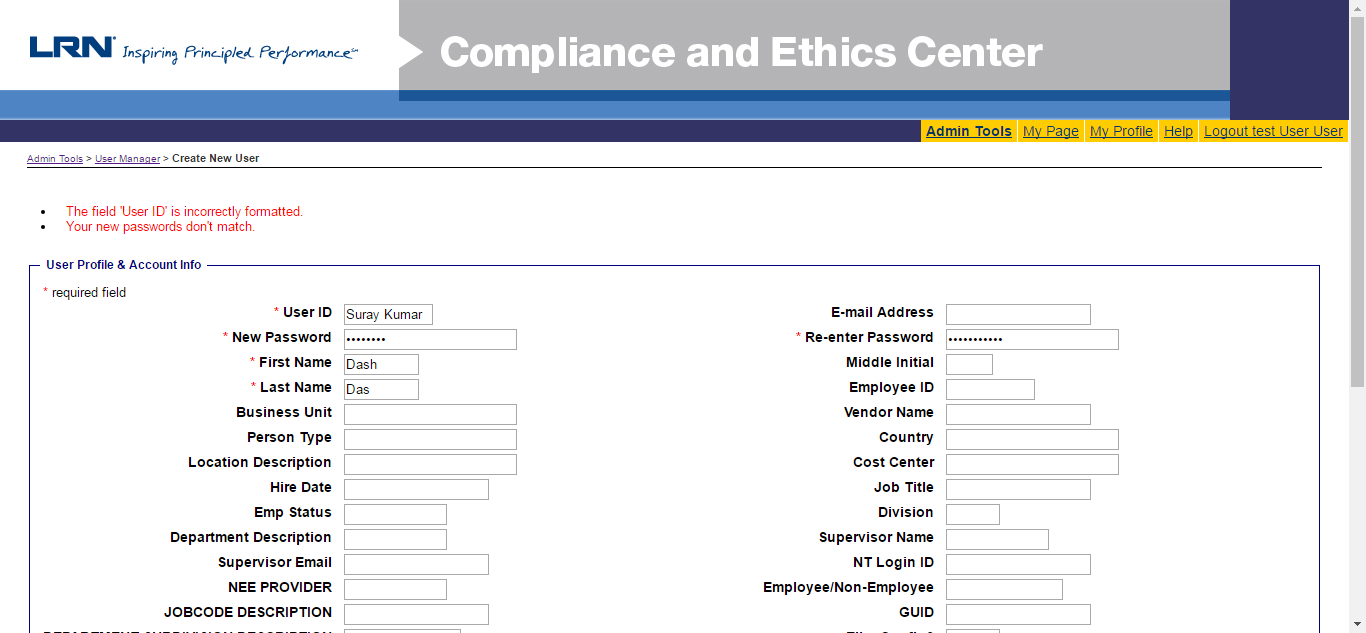 LRN Inspiring Principled Performance℠
Compliance and Ethics Center
Admin Tools My Page My Profile Help Logout test User User
Admin Tools > User Manager > Create New User
The field 'User ID' is incorrectly formatted.
Your new passwords don't match.
User Profile & Account Info
* required field
* User ID Suray Kumar E-mail Address
* New Password •••••••• * Re-enter Password •••••••••••
* First Name Dash Middle Initial
* Last Name Das Employee ID
Business Unit Vendor Name
Person Type Country
Location Description Cost Center
Hire Date Job Title
Emp Status Division
Department Description Supervisor Name
Supervisor Email NT Login ID
NEE PROVIDER Employee/Non-Employee
JOBCODE DESCRIPTION GUID
DEPARTMENT SUBDIVISION DESCRIPTION